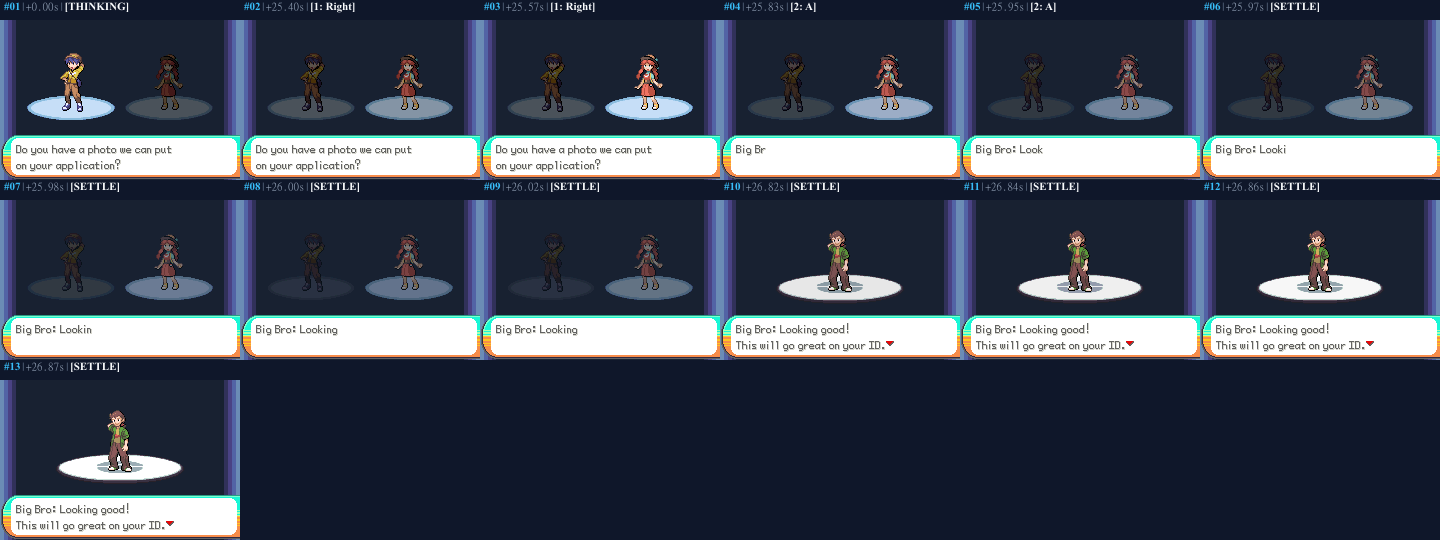 #01|+0.00s|[THINKING]
Do you have a photo we can put
on your application?
#02|+25.40s|[1: Right]
Do you have a photo we can put
on your application?
#03|+25.57s|[1: Right]
Do you have a photo we can put
on your application?
#04|+25.83s|[2: A]
Big Br
#05|+25.95s|[2: A]
Big Bro: Look
#06|+25.97s|[SETTLE]
Big Bro: Looki
#07|+25.98s|[SETTLE]
Big Bro: Lookin
#08|+26.00s|[SETTLE]
Big Bro: Looking
#09|+26.02s|[SETTLE]
Big Bro: Looking
#10|+26.82s|[SETTLE]
Big Bro: Looking good!
This will go great on your ID.
#11|+26.84s|[SETTLE]
Big Bro: Looking good!
This will go great on your ID.
#12|+26.86s|[SETTLE]
Big Bro: Looking good!
This will go great on your ID.
#13|+26.87s|[SETTLE]
Big Bro: Looking good!
This will go great on your ID.